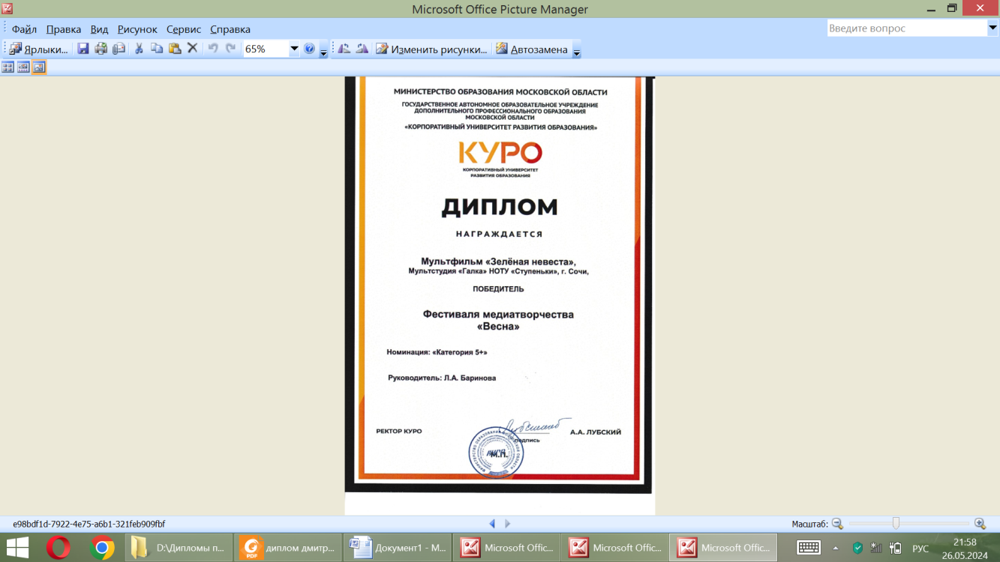 Microsoft Office Picture Manager
Файл Правка Вид Рисунок Сервис Справка
Введите вопрос
Ярлыки... 65% Изменить рисунки... Автозамена
МИНИСТЕРСТВО ОБРАЗОВАНИЯ МОСКОВСКОЙ ОБЛАСТИ
ГОСУДАРСТВЕННОЕ АВТОНОМНОЕ ОБРАЗОВАТЕЛЬНОЕ УЧРЕЖДЕНИЕ
ДОПОЛНИТЕЛЬНОГО ПРОФЕССИОНАЛЬНОГО ОБРАЗОВАНИЯ
МОСКОВСКОЙ ОБЛАСТИ
«КОРПОРАТИВНЫЙ УНИВЕРСИТЕТ РАЗВИТИЯ ОБРАЗОВАНИЯ»
КУРО
КОРПОРАТИВНЫЙ УНИВЕРСИТЕТ
РАЗВИТИЯ ОБРАЗОВАНИЯ
ДИПЛОМ
НАГРАЖДАЕТСЯ
Мультфильм «Зелёная невеста»,
Мультстудия «Галка» НОТУ «Ступеньки», г. Сочи,
ПОБЕДИТЕЛЬ
Фестиваля медиатворчества
«Весна»
Номинация: «Категория 5+»
Руководитель: Л.А. Баринова
РЕКТОР КУРО
подпись
А.А. ЛУБСКИЙ
М.П.
e98bdf1d-7922-4e75-a6b1-321feb909fbf
Масштаб:
D:\Дипломы п...
диплом дмитр...
Документ1 - M...
Microsoft Offic...
Microsoft Offic...
Microsoft Offic...
РУС
21:58
26.05.2024